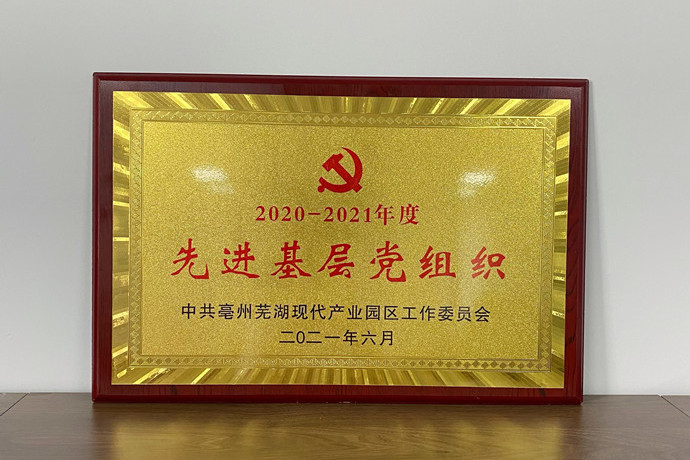 2020-2021年度
先进基层党组织
中共亳州芜湖现代产业园区工作委员会
二〇二一年六月